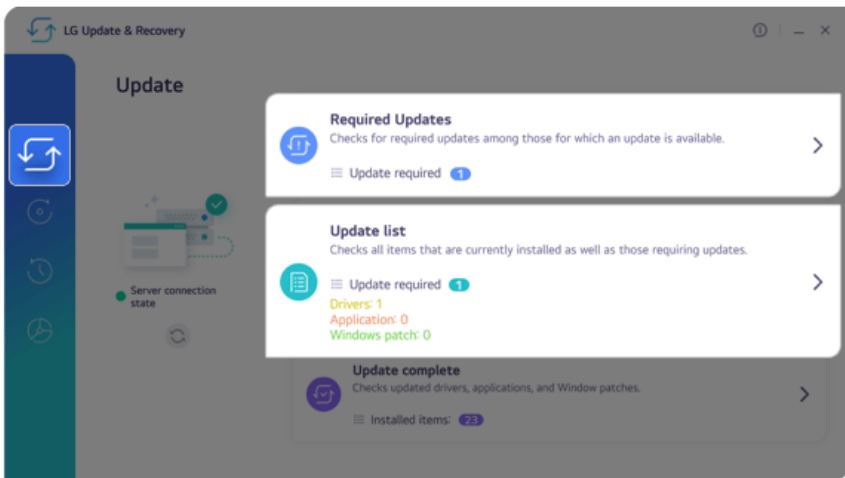 LG Update & Recovery
Update
Required Updates
Checks for required updates among those for which an update is available.
Update required 1
Update list
Checks all items that are currently installed as well as those requiring updates.
Update required 1
Drivers: 1
Application: 0
Windows patch: 0
Server connection
state
Update complete
Checks updated drivers, applications, and Window patches.
Installed items: 23